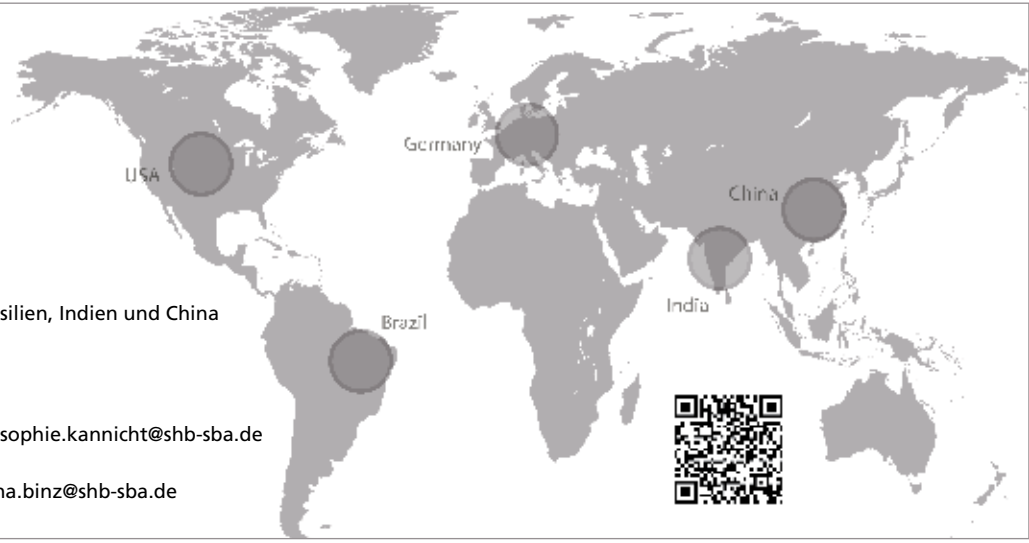 Germany
USA
China
India
silien, Indien und China
Brazil
sophie.kannicht@shb-sba.de
na.binz@shb-sba.de